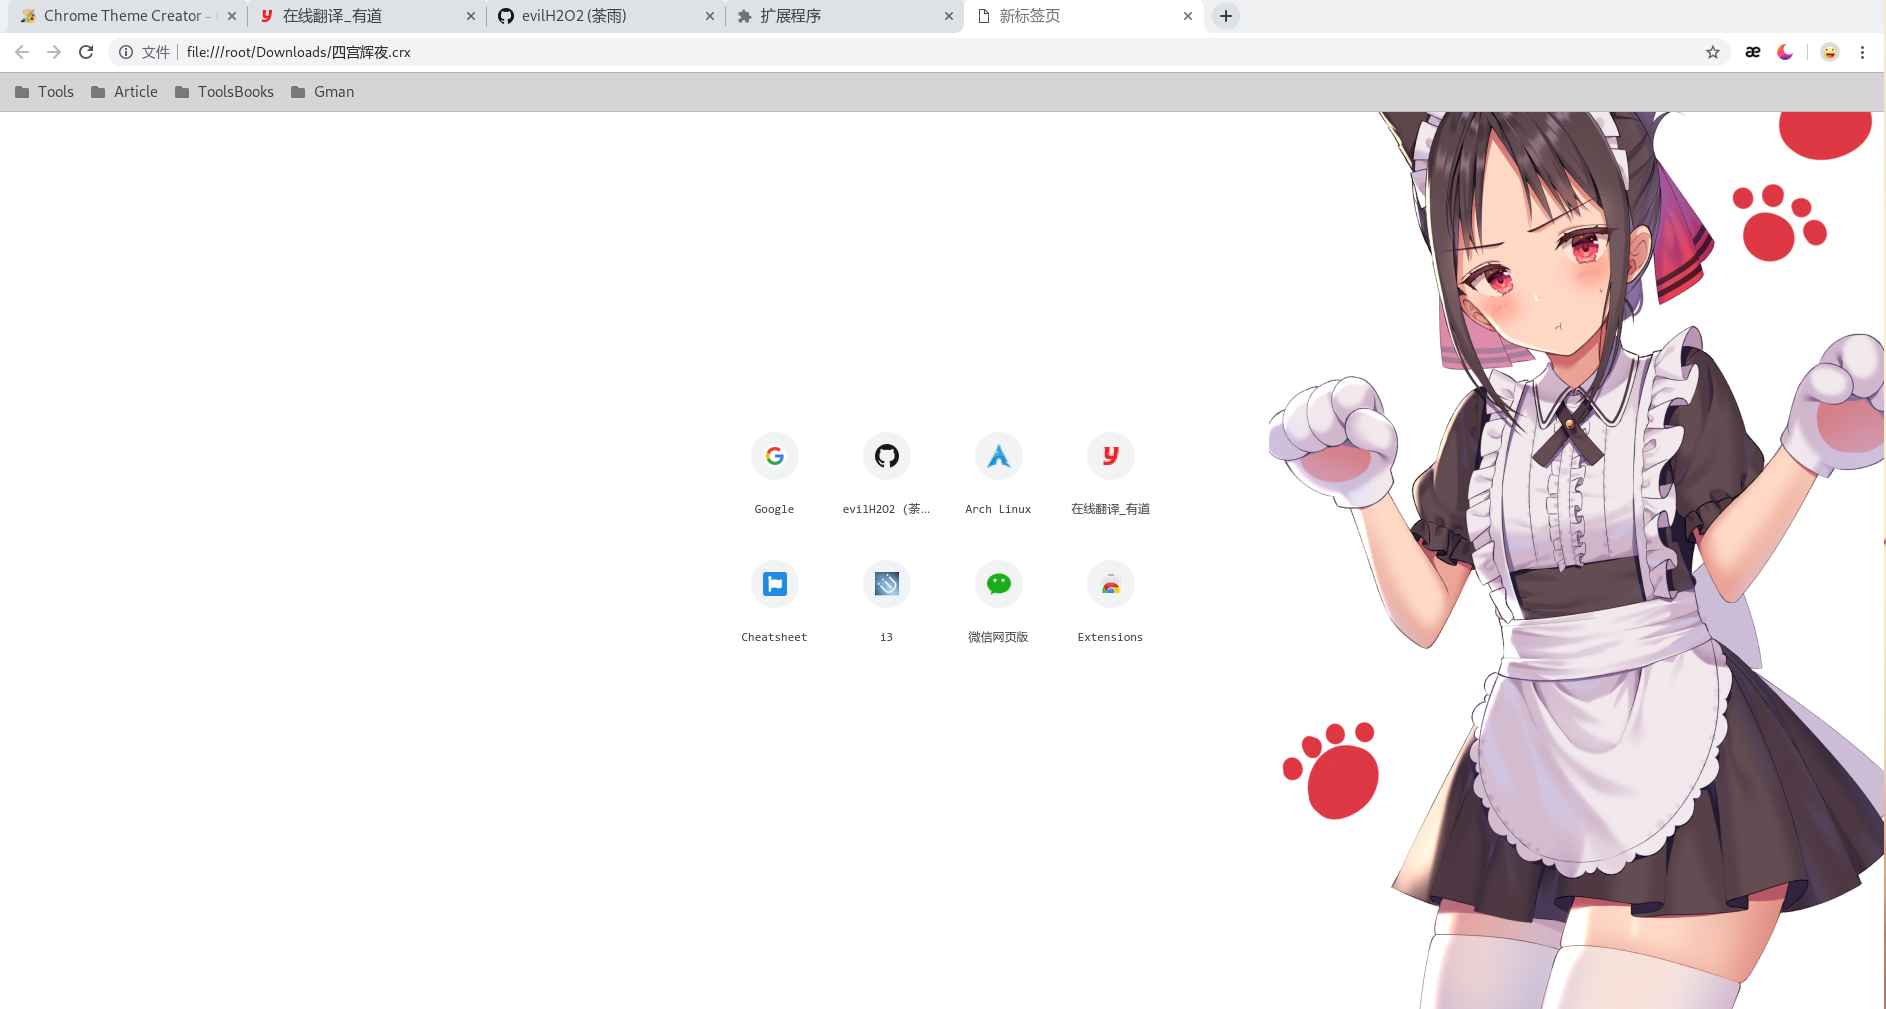 Chrome Theme Creator - 在线翻译_有道 evilH2O2 (荼雨) 扩展程序 新标签页
文件 file:///root/Downloads/四宫辉夜.crx æ
Tools Article ToolsBooks Gman
Google evilH2O2 (荼... Arch Linux 在线翻译_有道
Cheatsheet i3 微信网页版 Extensions